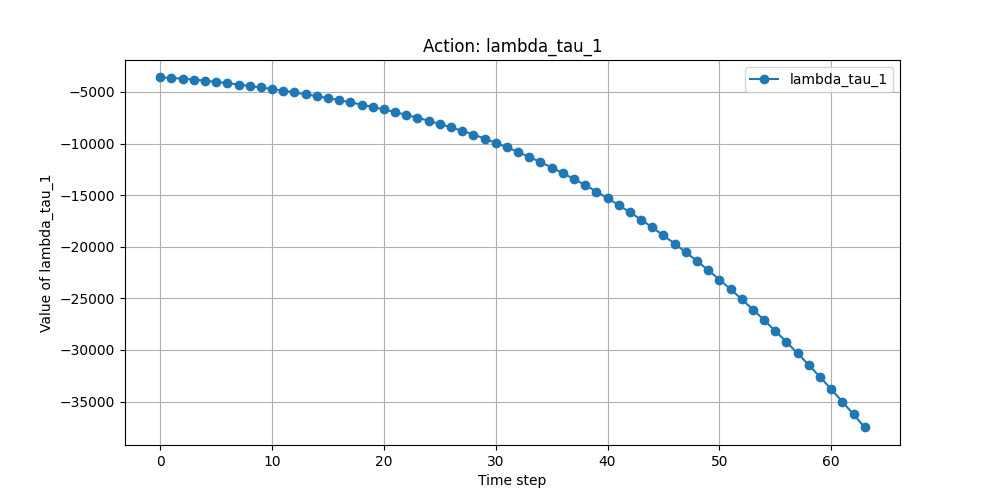 Action: lambda_tau_1
lambda_tau_1
Value of lambda_tau_1
−5000
−10000
−15000
−20000
−25000
−30000
−35000
0 10 20 30 40 50 60
Time step